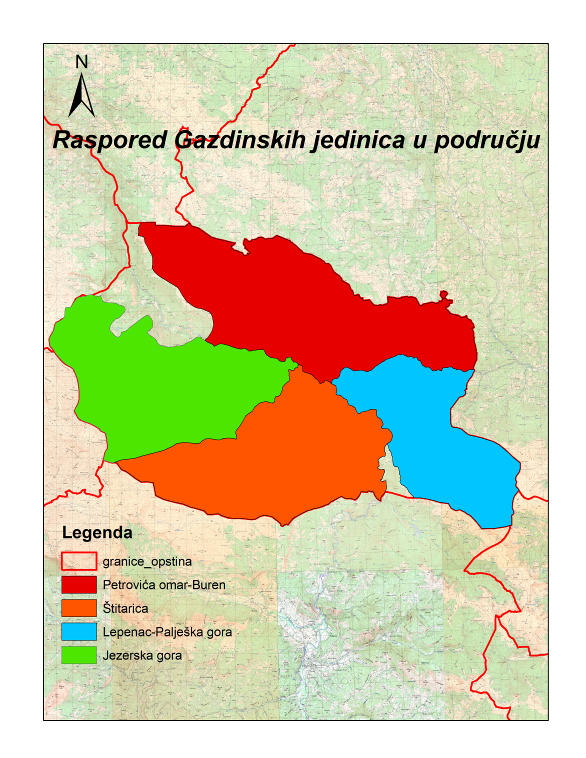 N
Raspored Gazdinskih jedinica u području
Legenda
granice_opstina
Petrovića omar-Buren
Štitarica
Lepenac-Palješka gora
Jezerska gora